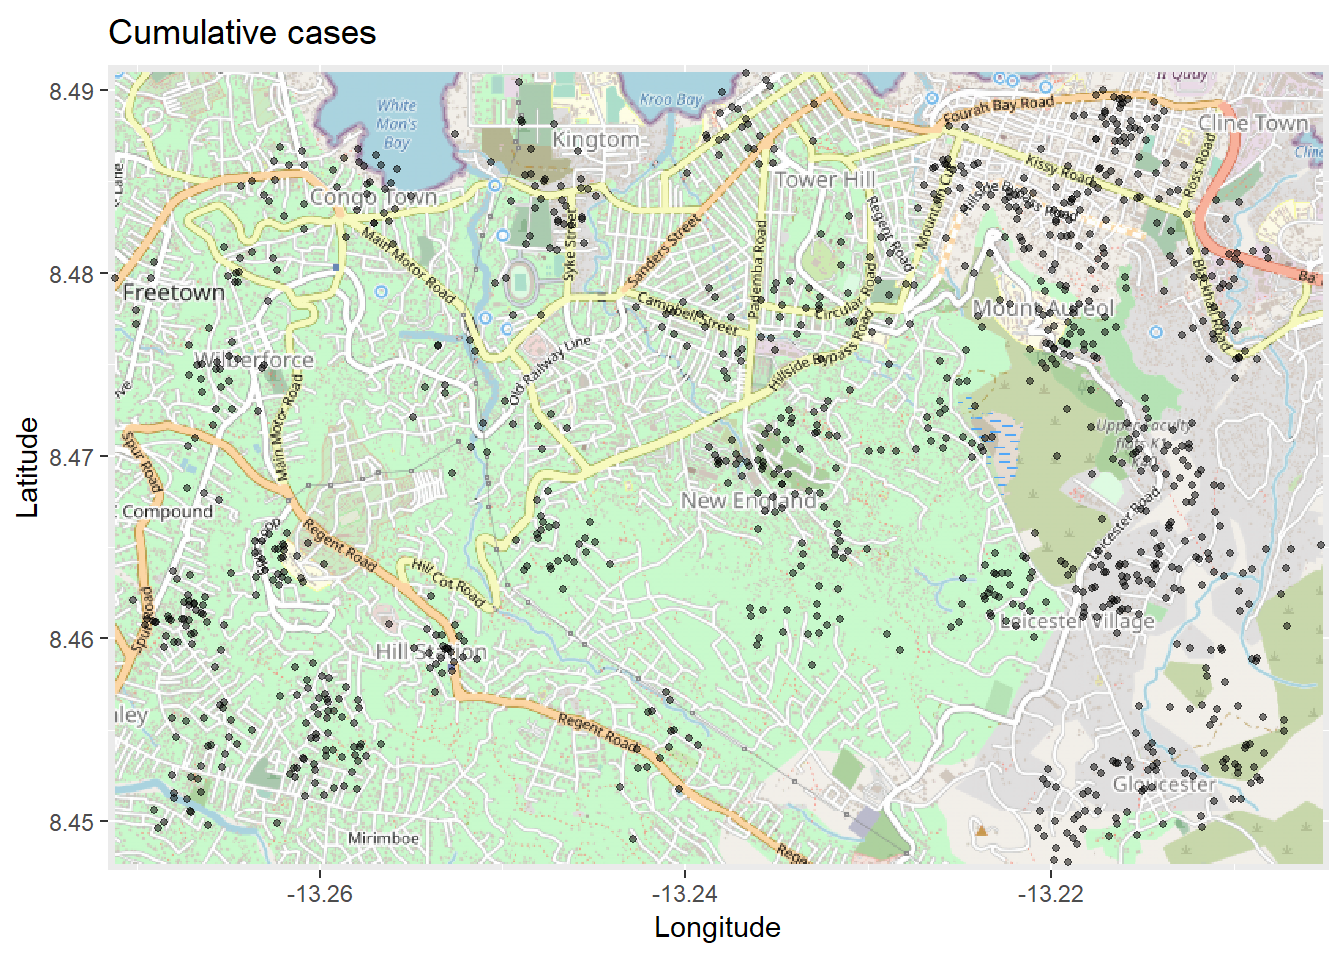 Cumulative cases
8.49
8.48
8.47
8.46
8.45
Latitude
White
Man's
Bay
Kroo Bay
Kingtom
Fourah Bay Road
Cline Town
Kissy Road
Ross Road
Tower Hill
Congo Town
Regent Road
Main Motor Road
Syke Street
Sanders Street
Pademba Road
Freetown
Campbell Street
Circular Road
Mount Aureol
Blackhall Road
Wilberforce
Old Railway Line
Hillside Bypass Road
Main Motor Road
Spur Road
New England
Compound
Regent Road
Leicester Road
Hill Cot Road
Spur Road
Leicester Village
Hill Station
Regent Road
Gloucester
Mirimboe
-13.26
-13.24
-13.22
Longitude